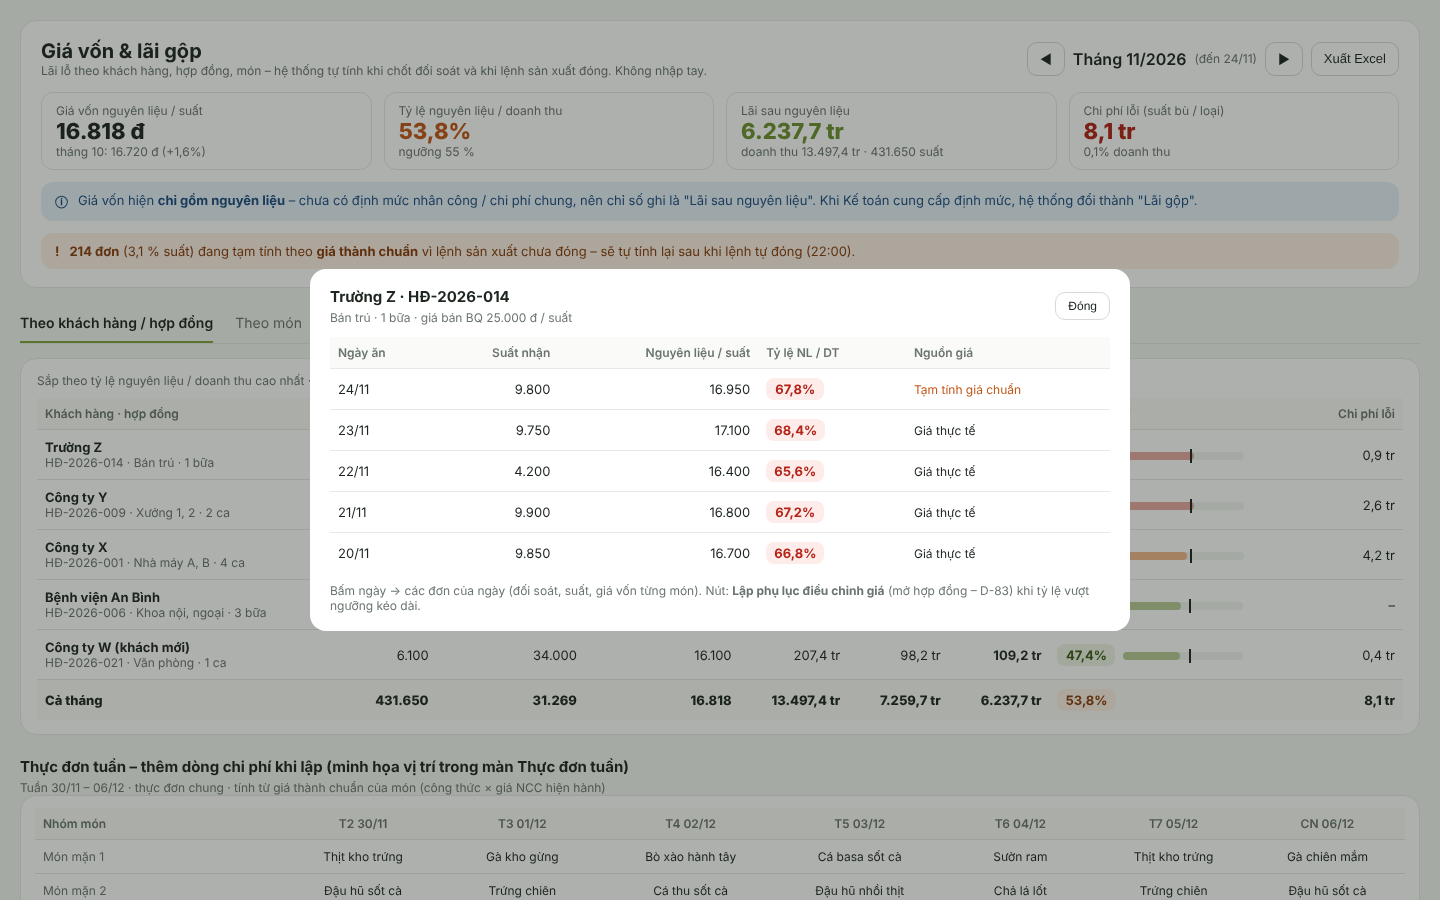 Giá vốn & lãi gộp
Lãi lỗ theo khách hàng, hợp đồng, món – hệ thống tự tính khi chốt đối soát và khi lệnh sản xuất đóng. Không nhập tay.
◀ Tháng 11/2026 (đến 24/11) ▶ Xuất Excel
Giá vốn nguyên liệu / suất
16.818 đ
tháng 10: 16.720 đ (+1,6%)
Tỷ lệ nguyên liệu / doanh thu
53,8%
ngưỡng 55 %
Lãi sau nguyên liệu
6.237,7 tr
doanh thu 13.497,4 tr · 431.650 suất
Chi phí lỗi (suất bù / loại)
8,1 tr
0,1% doanh thu
Giá vốn hiện chỉ gồm nguyên liệu – chưa có định mức nhân công / chi phí chung, nên chỉ số ghi là "Lãi sau nguyên liệu". Khi Kế toán cung cấp định mức, hệ thống đổi thành "Lãi gộp".
! 214 đơn (3,1 % suất) đang tạm tính theo giá thành chuẩn vì lệnh sản xuất chưa đóng – sẽ tự tính lại sau khi lệnh tự đóng (22:00).
Trường Z · HĐ-2026-014
Bán trú · 1 bữa · giá bán BQ 25.000 đ / suất
Đóng
Ngày ăn Suất nhận Nguyên liệu / suất Tỷ lệ NL / DT Nguồn giá
24/11 9.800 16.950 67,8% Tạm tính giá chuẩn
23/11 9.750 17.100 68,4% Giá thực tế
22/11 4.200 16.400 65,6% Giá thực tế
21/11 9.900 16.800 67,2% Giá thực tế
20/11 9.850 16.700 66,8% Giá thực tế
Bấm ngày → các đơn của ngày (đối soát, suất, giá vốn từng món). Nút: Lập phụ lục điều chỉnh giá (mở hợp đồng – D-83) khi tỷ lệ vượt
ngưỡng kéo dài.
Theo khách hàng / hợp đồng Theo món
Sắp theo tỷ lệ nguyên liệu / doanh thu cao nhất ·
Khách hàng · hợp đồng Chi phí lỗi
Trường Z
HĐ-2026-014 · Bán trú · 1 bữa
0,9 tr
Công ty Y
HĐ-2026-009 · Xưởng 1, 2 · 2 ca
2,6 tr
Công ty X
HĐ-2026-001 · Nhà máy A, B · 4 ca
4,2 tr
Bệnh viện An Bình
HĐ-2026-006 · Khoa nội, ngoại · 3 bữa
–
Công ty W (khách mới)
HĐ-2026-021 · Văn phòng · 1 ca
6.100 34.000 16.100 207,4 tr 98,2 tr 109,2 tr 47,4% 0,4 tr
Cả tháng 431.650 31.269 16.818 13.497,4 tr 7.259,7 tr 6.237,7 tr 53,8% 8,1 tr
Thực đơn tuần – thêm dòng chi phí khi lập (minh họa vị trí trong màn Thực đơn tuần)
Tuần 30/11 – 06/12 · thực đơn chung · tính từ giá thành chuẩn của món (công thức × giá NCC hiện hành)
Nhóm món T2 30/11 T3 01/12 T4 02/12 T5 03/12 T6 04/12 T7 05/12 CN 06/12
Món mặn 1 Thịt kho trứng Gà kho gừng Bò xào hành tây Cá basa sốt cà Sườn ram Thịt kho trứng Gà chiên mắm
Món mặn 2 Đậu hũ sốt cà Trứng chiên Cá thu sốt cà Đậu hũ nhồi thịt Chả lá lốt Trứng chiên Đậu hũ sốt cà